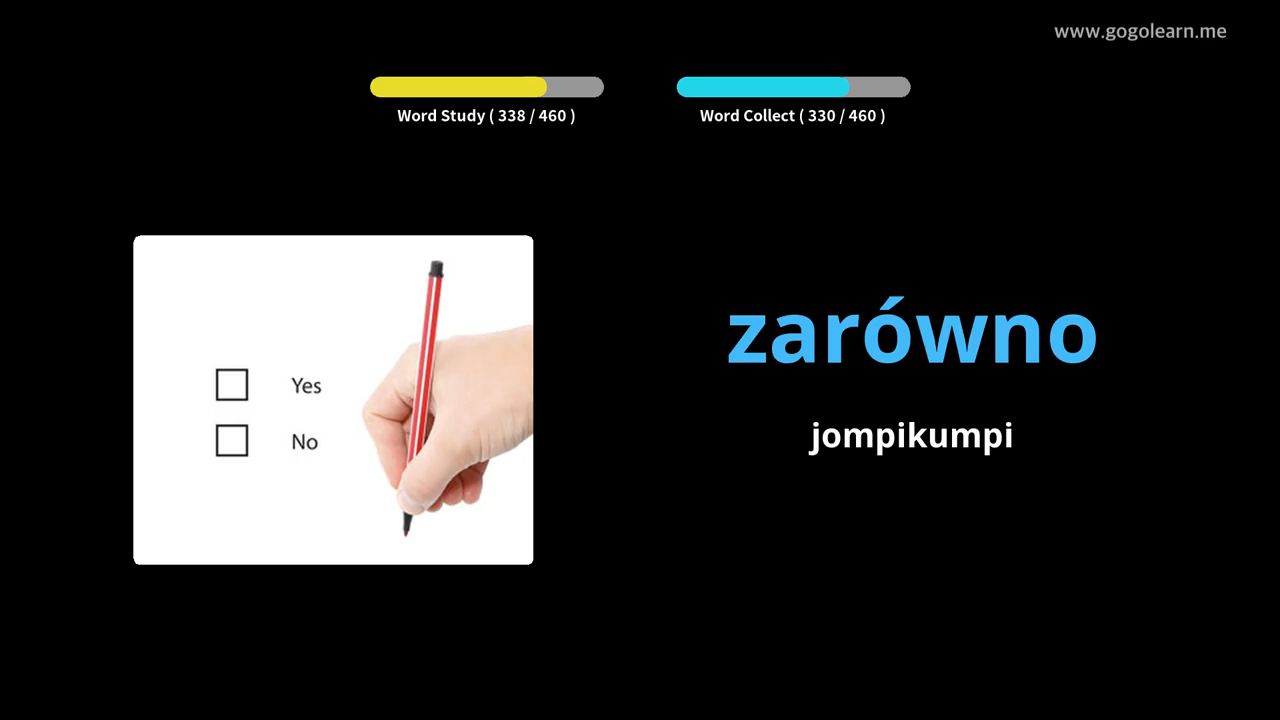 www.gogolearn.me
Word Study ( 338 / 460 )
Word Collect ( 330 / 460 )
Yes
No
zarówno
jompikumpi